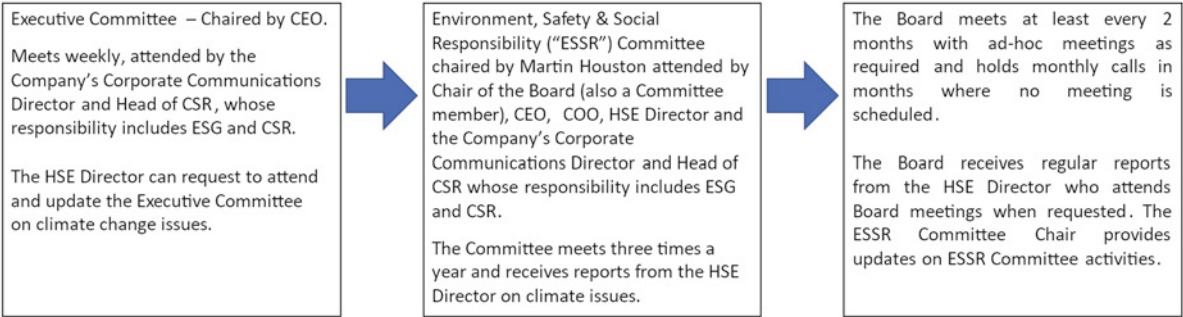 Executive Committee – Chaired by CEO.
Meets weekly, attended by the
Company's Corporate Communications
Director and Head of CSR, whose
responsibility includes ESG and CSR.
The HSE Director can request to attend
and update the Executive Committee
on climate change issues.
Environment, Safety & Social
Responsibility (“ESSR”) Committee
chaired by Martin Houston attended by
Chair of the Board (also a Committee
member), CEO, COO, HSE Director and
the Company's Corporate
Communications Director and Head of
CSR whose responsibility includes ESG
and CSR.
The Committee meets three times a
year and receives reports from the HSE
Director on climate issues.
The Board meets at least every 2
months with ad-hoc meetings as
required and holds monthly calls in
months where no meeting is
scheduled.
The Board receives regular reports
from the HSE Director who attends
Board meetings when requested. The
ESSR Committee Chair provides
updates on ESSR Committee activities.